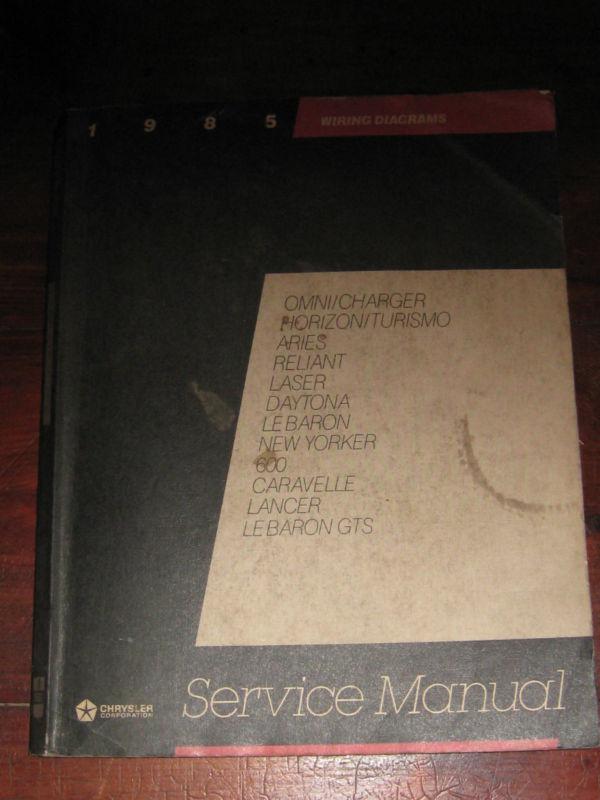 1 9 8 5 WIRING DIAGRAMS
OMNI/CHARGER
HORIZON/TURISMO
ARIES
RELIANT
LASER
DAYTONA
LE BARON
NEW YORKER
600
CARAVELLE
LANCER
LE BARON GTS
CHRYSLER
CORPORATION
Service Manual